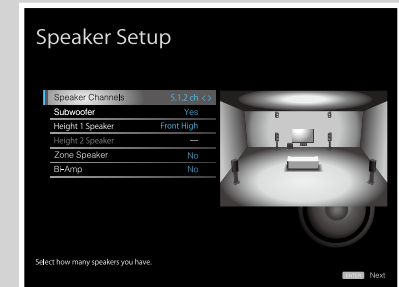 Speaker Setup
Speaker Channels 5.1.2 ch < >
Subwoofer Yes
Height 1 Speaker Front High
Height 2 Speaker ---
Zone Speaker No
Bi-Amp No
Select how many speakers you have.
ENTER Next